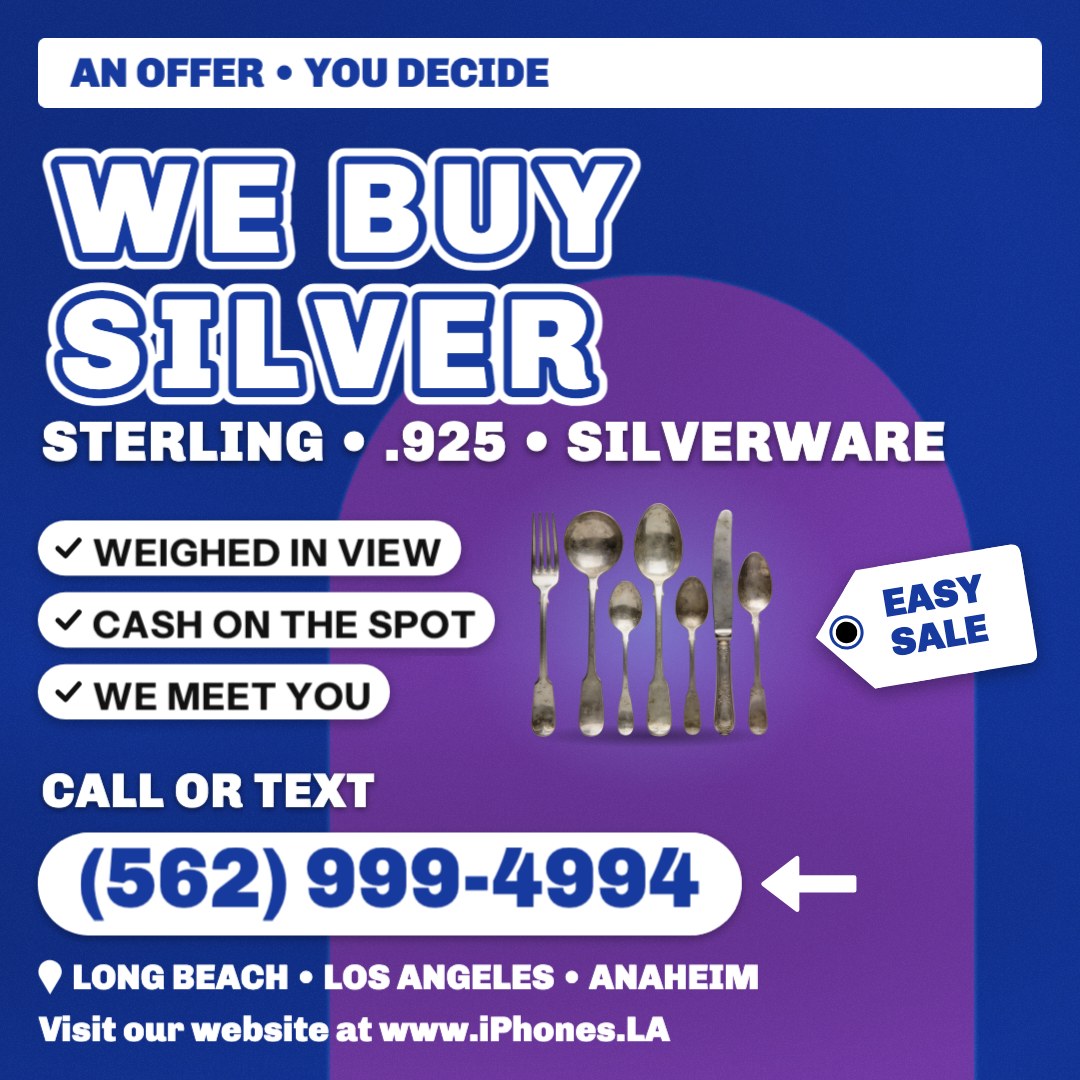 AN OFFER • YOU DECIDE
WE BUY
SILVER
STERLING • .925 • SILVERWARE
WEIGHED IN VIEW
CASH ON THE SPOT
WE MEET YOU
EASY
SALE
CALL OR TEXT
(562) 999-4994
LONG BEACH • LOS ANGELES • ANAHEIM
Visit our website at www.iPhones.LA